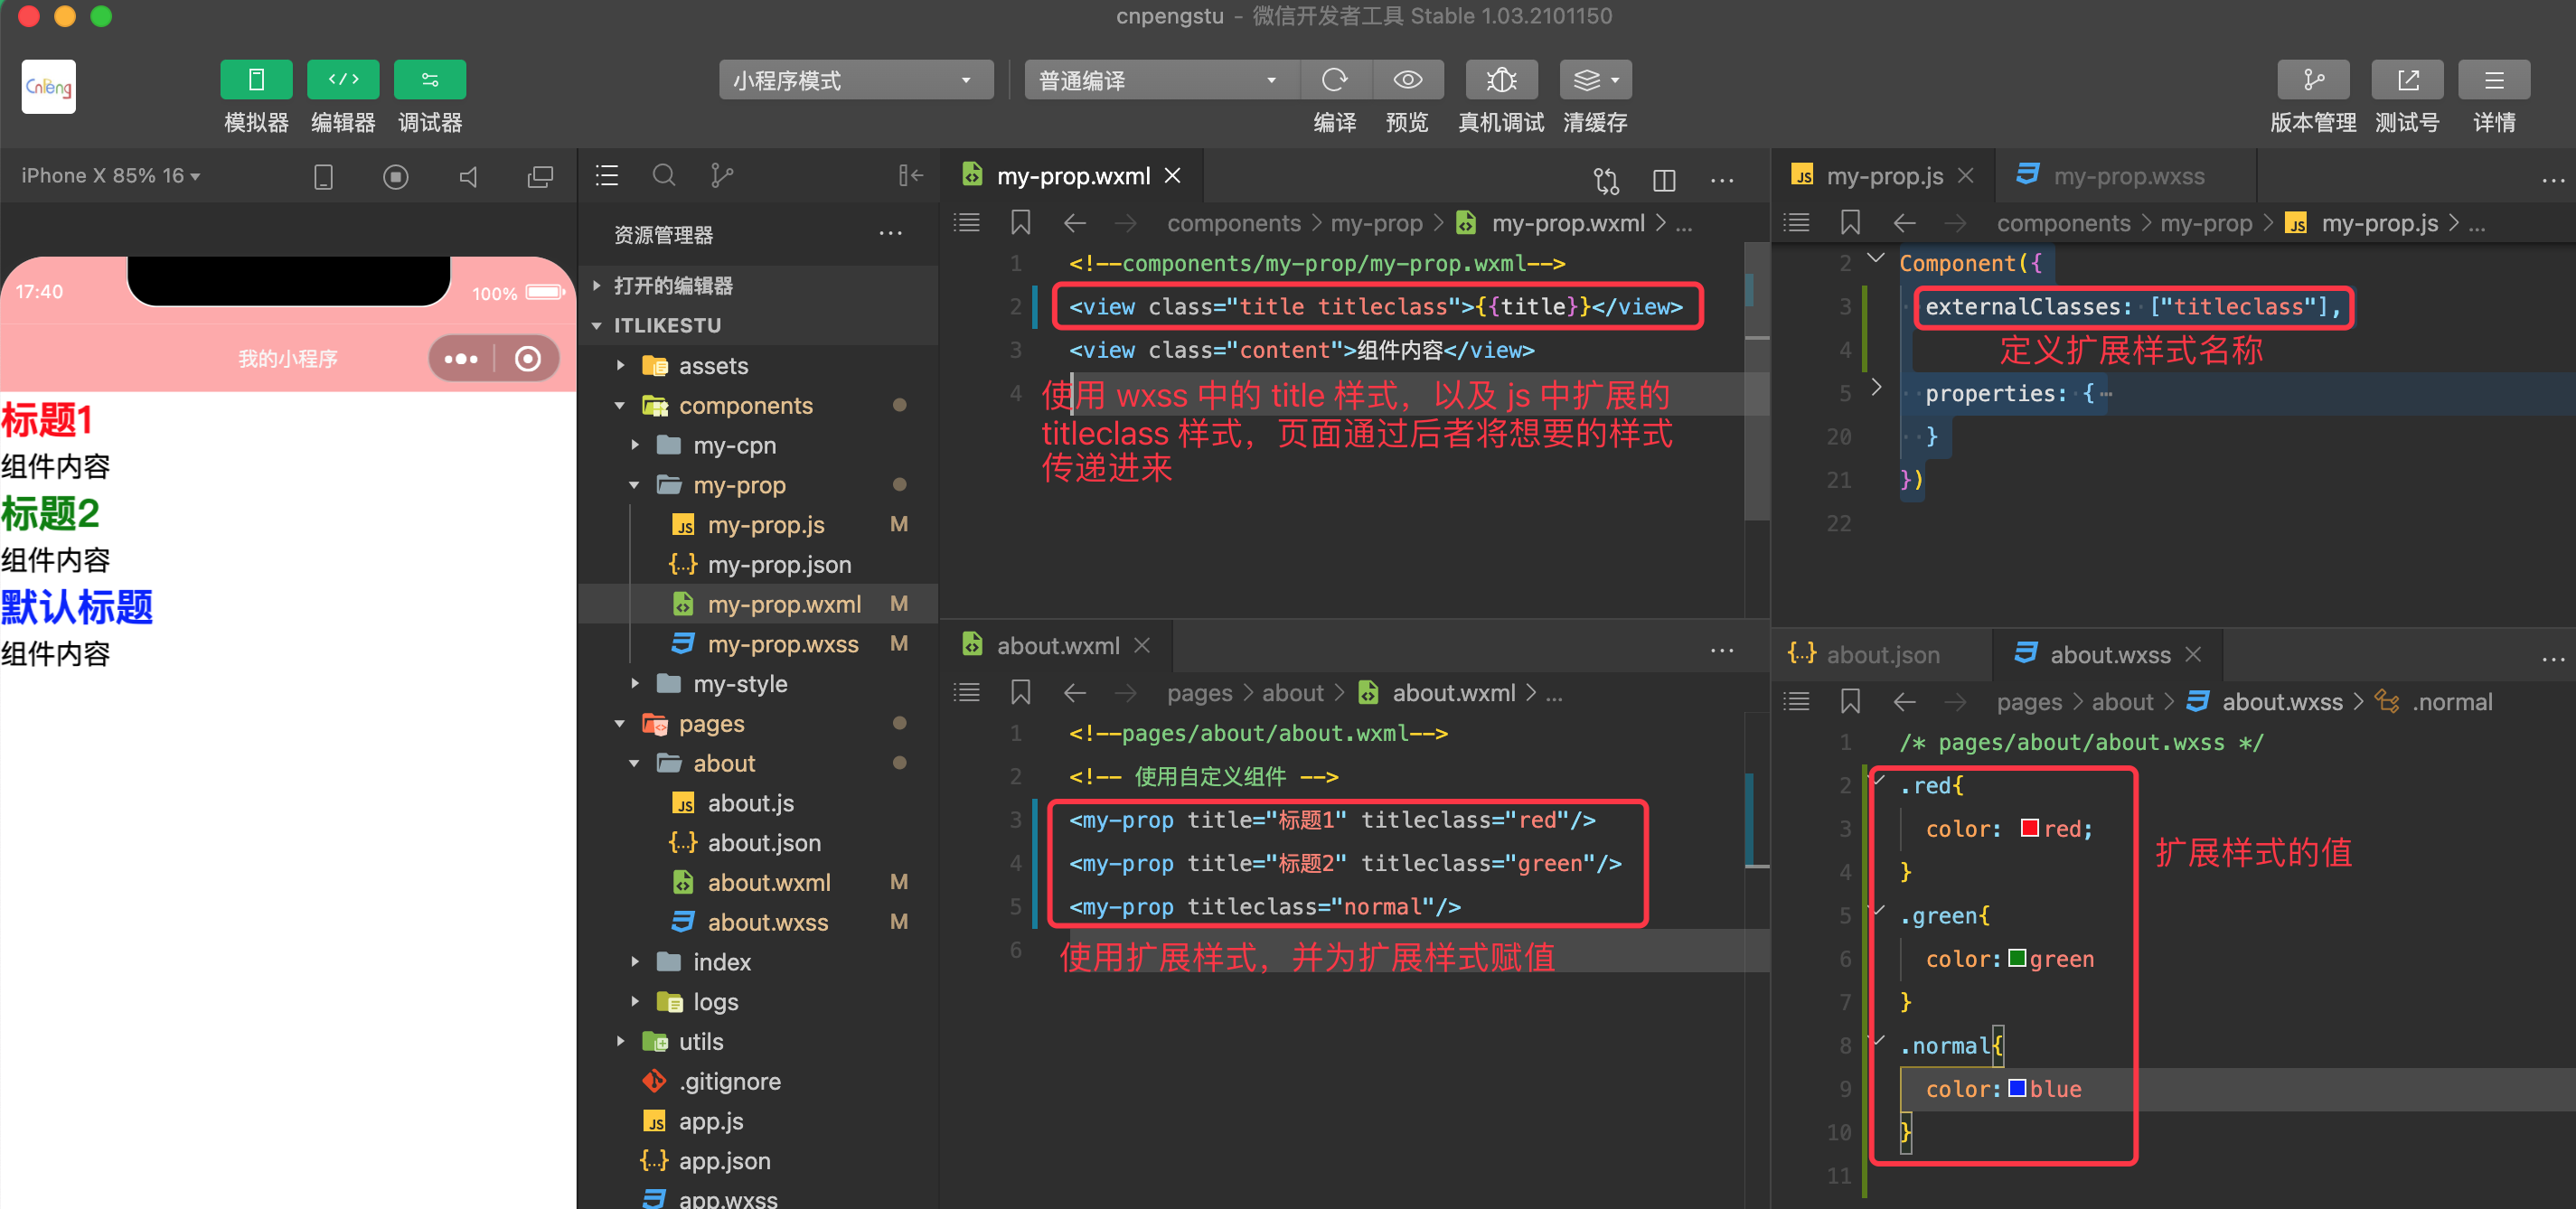 cnpengstu - 微信开发者工具 Stable 1.03.2101150
CnPeng
模拟器 编辑器 调试器
小程序模式
普通编译
编译 预览 真机调试 清缓存
版本管理 测试号 详情
iPhone X 85% 16
17:40
100%
我的小程序
标题1
组件内容
标题2
组件内容
默认标题
组件内容
资源管理器 ...
打开的编辑器
ITLIKESTU
assets
components
my-cpn
my-prop
my-prop.js M
my-prop.json
my-prop.wxml M
my-prop.wxss M
my-style
pages
about
about.js
about.json
about.wxml M
about.wxss M
index
logs
utils
.gitignore
app.js
app.json
app.wxss
my-prop.wxml
components > my-prop > my-prop.wxml > ...
1 <!--components/my-prop/my-prop.wxml-->
2 <view class="title titleclass">{{title}}</view>
3 <view class="content">组件内容</view>
4
使用 wxss 中的 title 样式，以及 js 中扩展的
titleclass 样式，页面通过后者将想要的样式
传递进来
about.wxml
pages > about > about.wxml > ...
1 <!--pages/about/about.wxml-->
2 <!-- 使用自定义组件 -->
3 <my-prop title="标题1" titleclass="red"/>
4 <my-prop title="标题2" titleclass="green"/>
5 <my-prop titleclass="normal"/>
6
使用扩展样式，并为扩展样式赋值
my-prop.js my-prop.wxss
components > my-prop > JS my-prop.js > ...
2 Component({
3 externalClasses: ["titleclass"],
4
定义扩展样式名称
5 properties: {…
20 }
21 })
22
about.json about.wxss
pages > about > about.wxss > .normal
1 /* pages/about/about.wxss */
2 .red{
3 color: red;
4 }
5 .green{
6 color:green
7 }
8 .normal{
9 color:blue
10 }
11
扩展样式的值